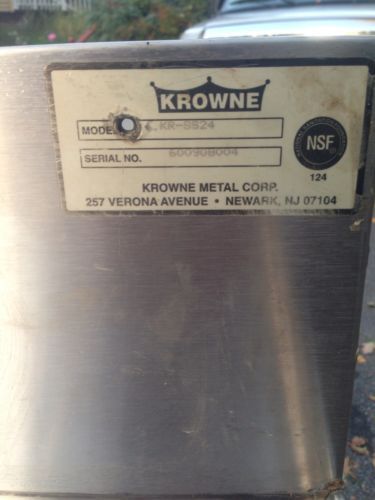 KROWNE
MODEL KR-SS24
SERIAL NO. 600908004
NSF
124
KROWNE METAL CORP.
257 VERONA AVENUE • NEWARK, NJ 07104